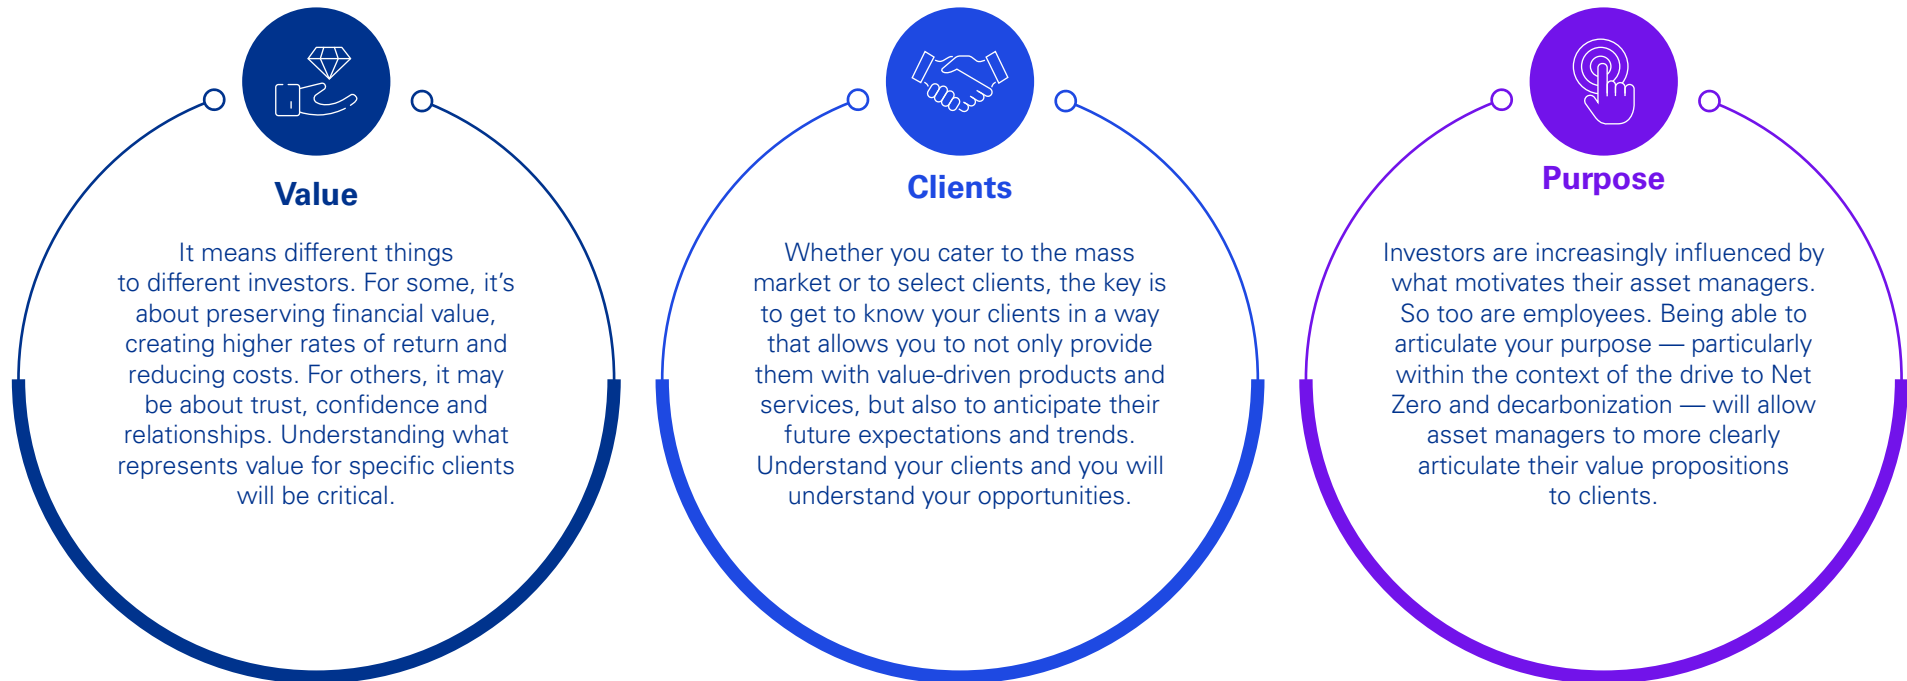 Value
It means different things
to different investors. For some, it’s
about preserving financial value,
creating higher rates of return and
reducing costs. For others, it may
be about trust, confidence and
relationships. Understanding what
represents value for specific clients
will be critical.
Clients
Whether you cater to the mass
market or to select clients, the key is
to get to know your clients in a way
that allows you to not only provide
them with value-driven products and
services, but also to anticipate their
future expectations and trends.
Understand your clients and you will
understand your opportunities.
Purpose
Investors are increasingly influenced by
what motivates their asset managers.
So too are employees. Being able to
articulate your purpose — particularly
within the context of the drive to Net
Zero and decarbonization — will allow
asset managers to more clearly
articulate their value propositions
to clients.